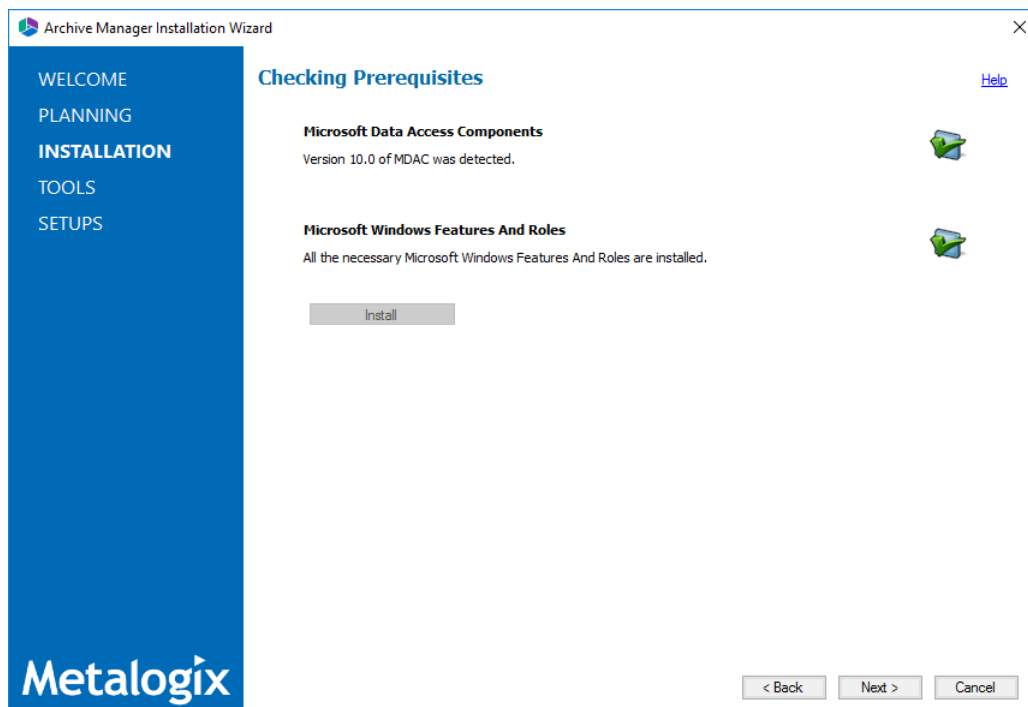 Archive Manager Installation Wizard
WELCOME
PLANNING
INSTALLATION
TOOLS
SETUPS
Checking Prerequisites
Help
Microsoft Data Access Components
Version 10.0 of MDAC was detected.
Microsoft Windows Features And Roles
All the necessary Microsoft Windows Features And Roles are installed.
Install
Metalogix
< Back
Next >
Cancel